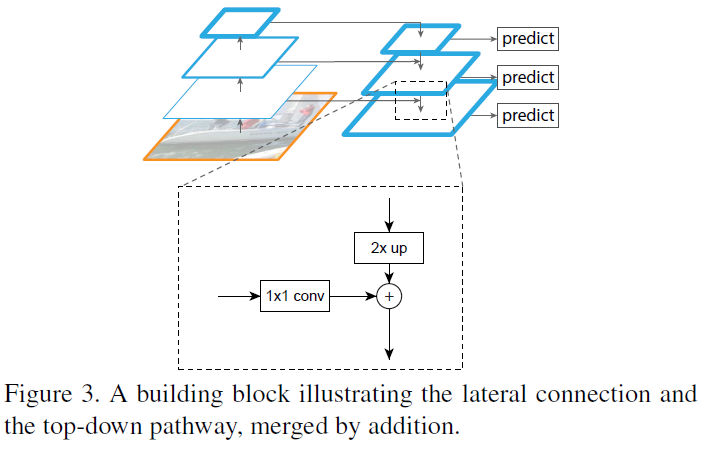 predict
predict
predict
2x up
1x1 conv
+
Figure 3. A building block illustrating the lateral connection and
the top-down pathway, merged by addition.